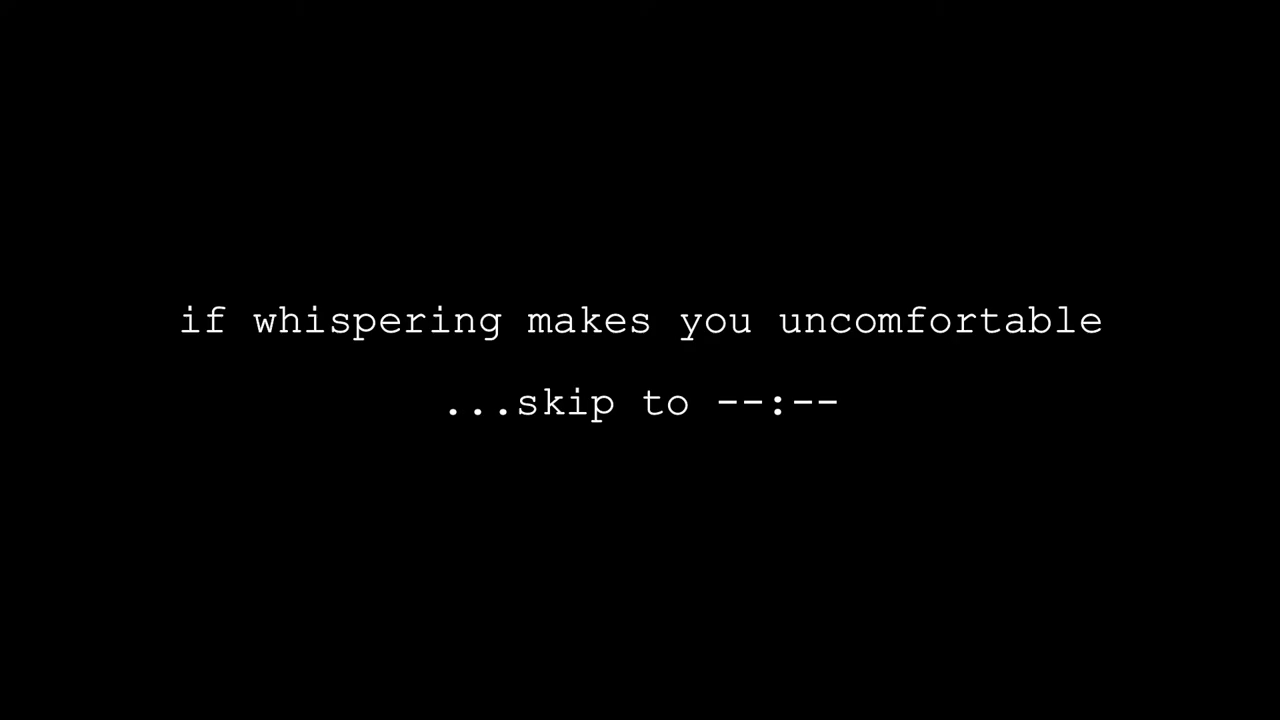 if whispering makes you uncomfortable
...skip to --:--